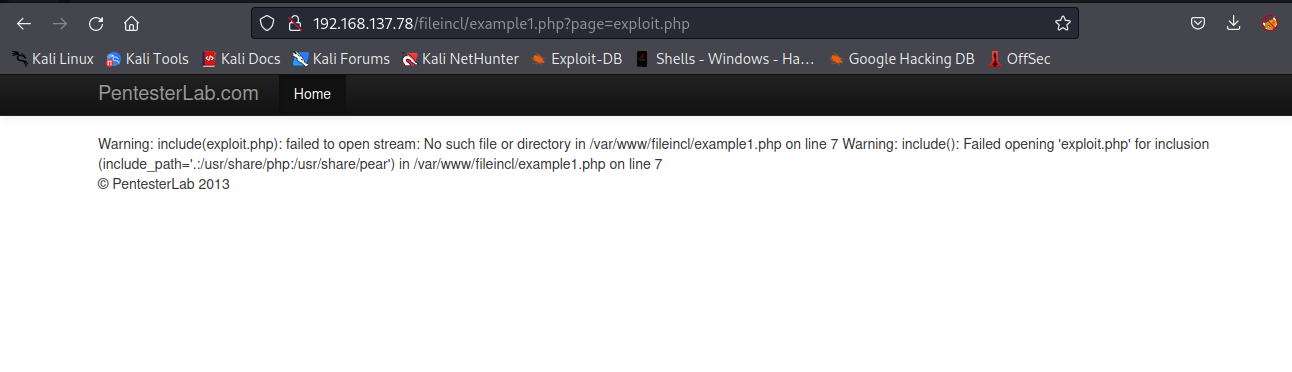 192.168.137.78/fileincl/example1.php?page=exploit.php
Kali Linux Kali Tools Kali Docs Kali Forums Kali NetHunter Exploit-DB Shells - Windows - Ha... Google Hacking DB OffSec
PentesterLab.com Home
Warning: include(exploit.php): failed to open stream: No such file or directory in /var/www/fileincl/example1.php on line 7 Warning: include(): Failed opening 'exploit.php' for inclusion
(include_path='.:/usr/share/php:/usr/share/pear') in /var/www/fileincl/example1.php on line 7
© PentesterLab 2013